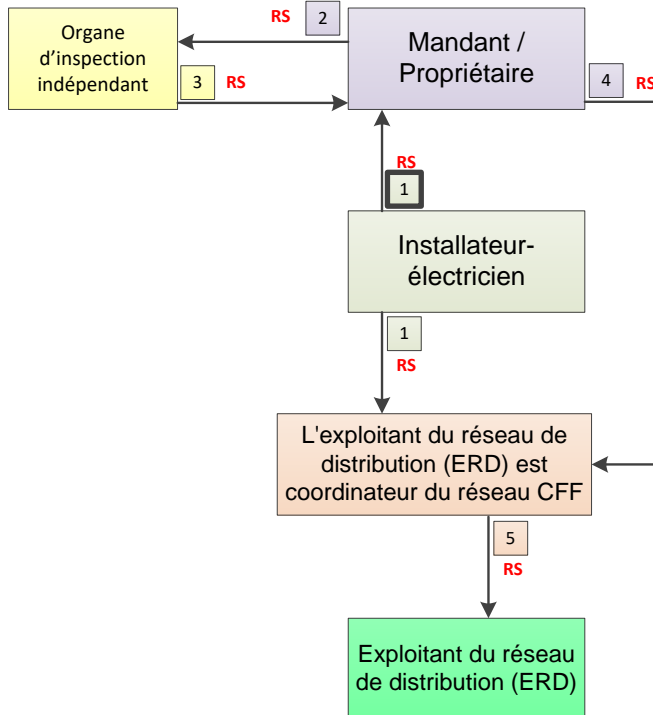 Organe
d'inspection
indépendant
RS
2
3
RS
Mandant /
Propriétaire
4
RS
RS
1
Installateur-
électricien
1
RS
L'exploitant du réseau de
distribution (ERD) est
coordinateur du réseau CFF
5
RS
Exploitant du réseau
de distribution (ERD)